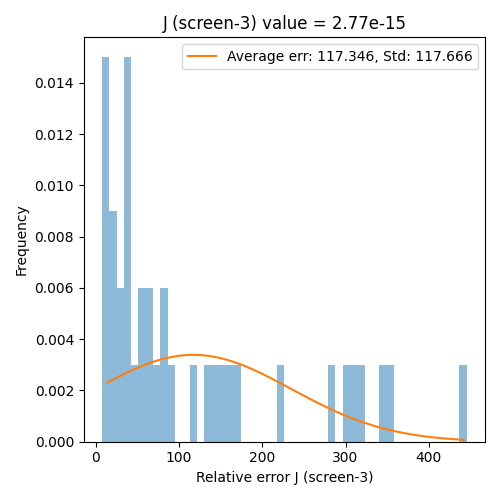 J (screen-3) value = 2.77e-15
Average err: 117.346, Std: 117.666
0.014
0.012
0.010
0.008
0.006
0.004
0.002
0.000
Frequency
0 100 200 300 400
Relative error J (screen-3)